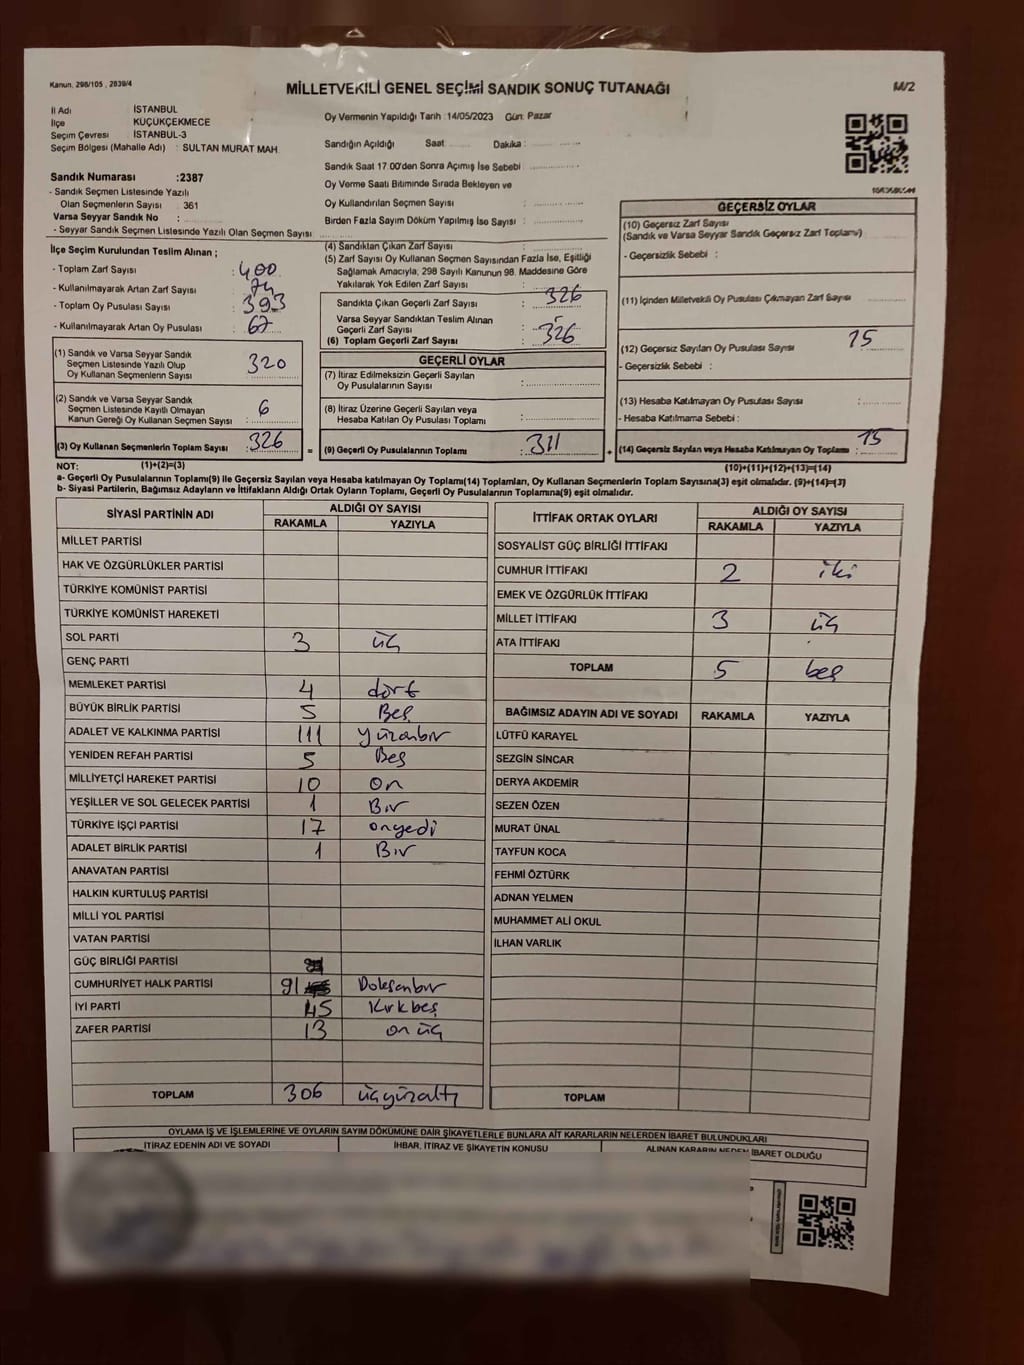 Kanun, 298/105 , 2839/4
MİLLETVEKİLİ GENEL SEÇİMİ SANDIK SONUÇ TUTANAĞI
M/2
İl Adı İSTANBUL
İlçe KÜÇÜKÇEKMECE
Seçim Çevresi : İSTANBUL-3
Seçim Bölgesi (Mahalle Adı) : SULTAN MURAT MAH.
Sandık Numarası :2387
- Sandık Seçmen Listesinde Yazılı
Olan Seçmenlerin Sayısı : 361
Varsa Seyyar Sandık No :
- Seyyar Sandık Seçmen Listesinde Yazılı Olan Seçmen Sayısı :
Oy Vermenin Yapıldığı Tarih :14/05/2023 Gün: Pazar
Sandığın Açıldığı Saat: Dakika:
Sandık Saat 17.00'den Sonra Açımış İse Sebebi :
Oy Verme Saati Bitiminde Sırada Bekleyen ve
Oy Kullandırılan Seçmen Sayısı :
Birden Fazla Sayım Döküm Yapılmış İse Sayısı :
İlçe Seçim Kurulundan Teslim Alınan ;
- Toplam Zarf Sayısı : 400
- Kullanılmayarak Artan Zarf Sayısı : 74
- Toplam Oy Pusulası Sayısı : 393
- Kullanılmayarak Artan Oy Pusulası : 67
(4) Sandıktan Çıkan Zarf Sayısı :
(5) Zarf Sayısı Oy Kullanan Seçmen Sayısından Fazla İse, Eşitliği
Sağlamak Amacıyla, 298 Sayılı Kanunun 98. Maddesine Göre
Yakılarak Yok Edilen Zarf Sayısı :
Sandıkta Çıkan Geçerli Zarf Sayısı : 326
Varsa Seyyar Sandıktan Teslim Alınan
Geçerli Zarf Sayısı : -
(6) Toplam Geçerli Zarf Sayısı : 326
GEÇERSİZ OYLAR
(10) Geçersiz Zarf Sayısı
(Sandık ve Varsa Seyyar Sandık Geçersiz Zarf Toplamı)
- Geçersizlik Sebebi :
(11) İçinden Milletvekili Oy Pusulası Çıkmayan Zarf Sayısı
(12) Geçersiz Sayılan Oy Pusulası Sayısı 15
- Geçersizlik Sebebi :
(13) Hesaba Katılmayan Oy Pusulası Sayısı :
- Hesaba Katılmama Sebebi :
(14) Geçersiz Sayılan veya Hesaba Katılmayan Oy Toplamı : 15
(1) Sandık ve Varsa Seyyar Sandık
Seçmen Listesinde Yazılı Olup
Oy Kullanan Seçmenlerin Sayısı 320
(2) Sandık ve Varsa Seyyar Sandık
Seçmen Listesinde Kayıtlı Olmayan
Kanun Gereği Oy Kullanan Seçmen Sayısı : 6
(3) Oy Kullanan Seçmenlerin Toplam Sayısı : 326
GEÇERLİ OYLAR
(7) İtiraz Edilmeksizin Geçerli Sayılan
Oy Pusulalarının Sayısı :
(8) İtiraz Üzerine Geçerli Sayılan veya
Hesaba Katılan Oy Pusulası Toplamı :
= (9) Geçerli Oy Pusulalarının Toplamı : 311 +
NOT: (1)+(2)=(3) (10)+(11)+(12)+(13)=(14)
a- Geçerli Oy Pusulalarının Toplamı(9) ile Geçersiz Sayılan veya Hesaba katılmayan Oy Toplamı(14) Toplamları, Oy Kullanan Seçmenlerin Toplam Sayısına(3) eşit olmalıdır. (9)+(14)=(3)
b- Siyasi Partilerin, Bağımsız Adayların ve İttifakların Aldığı Ortak Oyların Toplamı, Geçerli Oy Pusulalarının Toplamına(9) eşit olmalıdır.
SİYASİ PARTİNİN ADI ALDIĞI OY SAYISI
RAKAMLA YAZIYLA
MİLLET PARTİSİ
HAK VE ÖZGÜRLÜKLER PARTİSİ
TÜRKİYE KOMÜNİST PARTİSİ
TÜRKİYE KOMÜNİST HAREKETİ
SOL PARTİ 3 üç
GENÇ PARTİ
MEMLEKET PARTİSİ 4 dört
BÜYÜK BİRLİK PARTİSİ 5 Beş
ADALET VE KALKINMA PARTİSİ 111 yüzonbir
YENİDEN REFAH PARTİSİ 5 Beş
MİLLİYETÇİ HAREKET PARTİSİ 10 on
YEŞİLLER VE SOL GELECEK PARTİSİ 1 Bir
TÜRKİYE İŞÇİ PARTİSİ 17 onyedi
ADALET BİRLİK PARTİSİ 1 Bir
ANAVATAN PARTİSİ
HALKIN KURTULUŞ PARTİSİ
MİLLİ YOL PARTİSİ
VATAN PARTİSİ
GÜÇ BİRLİĞİ PARTİSİ
CUMHURİYET HALK PARTİSİ 91 Doksanbir
İYİ PARTİ 45 Kırkbeş
ZAFER PARTİSİ 13 on üç
TOPLAM 306 üçyüzaltı
İTTİFAK ORTAK OYLARI ALDIĞI OY SAYISI
RAKAMLA YAZIYLA
SOSYALİST GÜÇ BİRLİĞİ İTTİFAKI
CUMHUR İTTİFAKI 2 iki
EMEK VE ÖZGÜRLÜK İTTİFAKI
MİLLET İTTİFAKI 3 üç
ATA İTTİFAKI
TOPLAM 5 beş
BAĞIMSIZ ADAYIN ADI VE SOYADI RAKAMLA YAZIYLA
LÜTFÜ KARAYEL
SEZGİN SİNCAR
DERYA AKDEMİR
SEZEN ÖZEN
MURAT ÜNAL
TAYFUN KOCA
FEHMİ ÖZTÜRK
ADNAN YELMEN
MUHAMMET ALİ OKUL
İLHAN VARLIK
TOPLAM
OYLAMA İŞ VE İŞLEMLERİNE VE OYLARIN SAYIM DÖKÜMÜNE DAİR ŞİKAYETLERLE BUNLARA AİT KARARLARIN NELERDEN İBARET BULUNDUKLARI
İTİRAZ EDENİN ADI VE SOYADI İHBAR, İTİRAZ VE ŞİKAYETİN KONUSU ALINAN KARARIN NEDEN İBARET OLDUĞU